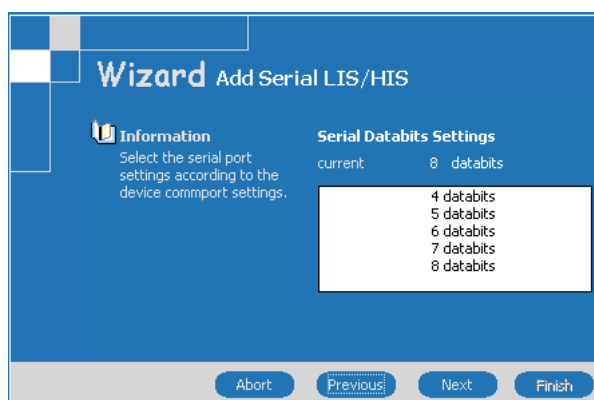 Wizard Add Serial LIS/HIS
Information
Select the serial port
settings according to the
device commport settings.
Serial Databits Settings
current 8 databits
4 databits
5 databits
6 databits
7 databits
8 databits
Abort Previous Next Finish